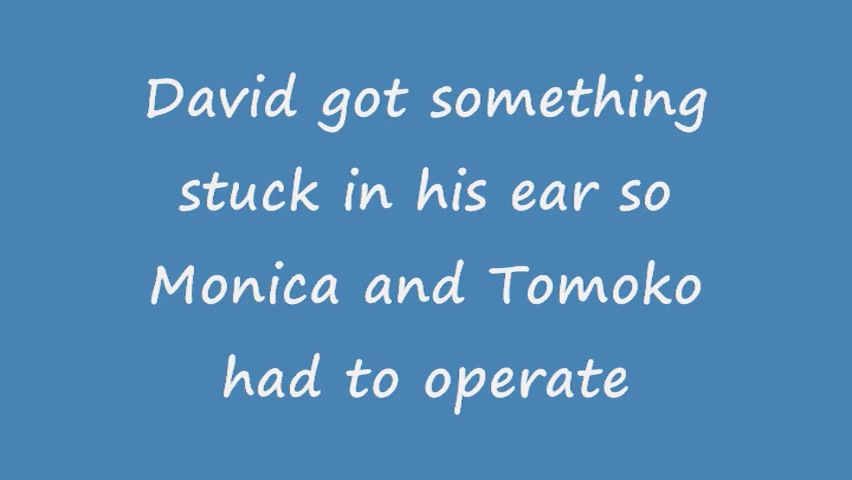 David got something
stuck in his ear so
Monica and Tomoko
had to operate